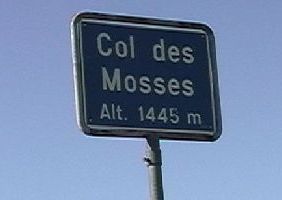 Col des
Mosses
Alt. 1445 m